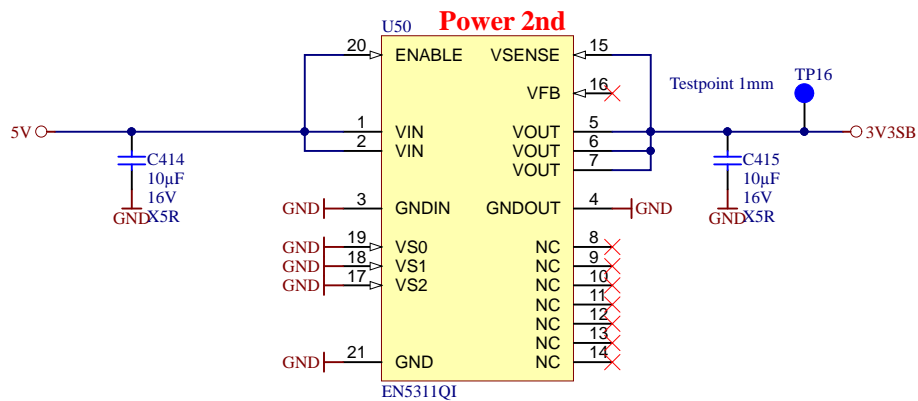 Power 2nd
U50
20 ENABLE VSENSE 15
VFB 16
Testpoint 1mm
TP16
5V
1 VIN VOUT 5
2 VIN VOUT 6
VOUT 7
3V3SB
C414
10µF
16V
X5R
GND
C415
10µF
16V
X5R
GND
GND 3 GNDIN GNDOUT 4 GND
GND 19 VS0 NC 8
GND 18 VS1 NC 9
GND 17 VS2 NC 10
NC 11
NC 12
NC 13
GND 21 GND NC 14
EN5311QI